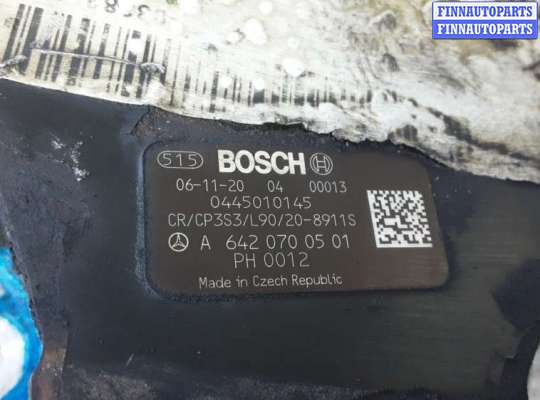 FINNAUTOPARTS
FINNAUTOPARTS
515 BOSCH
06-11-20 04 00013
0445010145
CR/CP3S3/L90/20-8911S
A 642 070 05 01
PH 0012
Made in Czech Republic